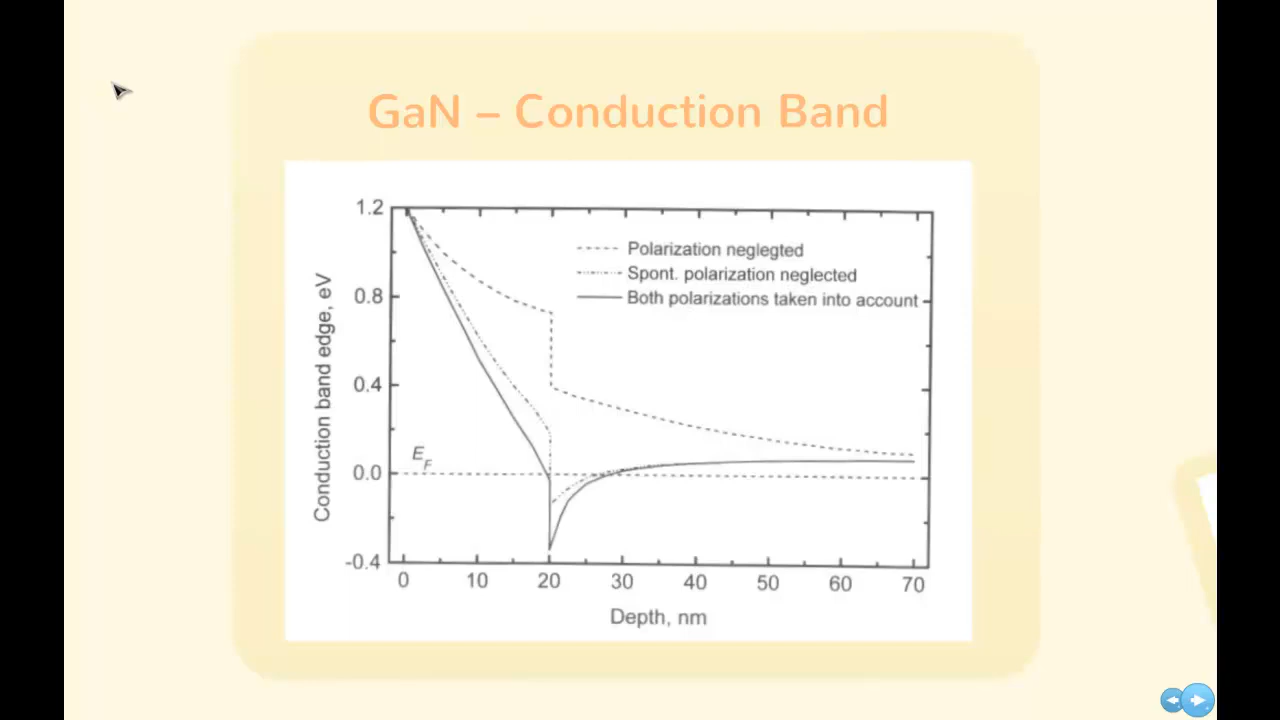 GaN – Conduction Band
1.2
0.8
0.4
0.0
-0.4
Conduction band edge, eV
Polarization neglegted
Spont. polarization neglected
Both polarizations taken into account
E_F
0 10 20 30 40 50 60 70
Depth, nm